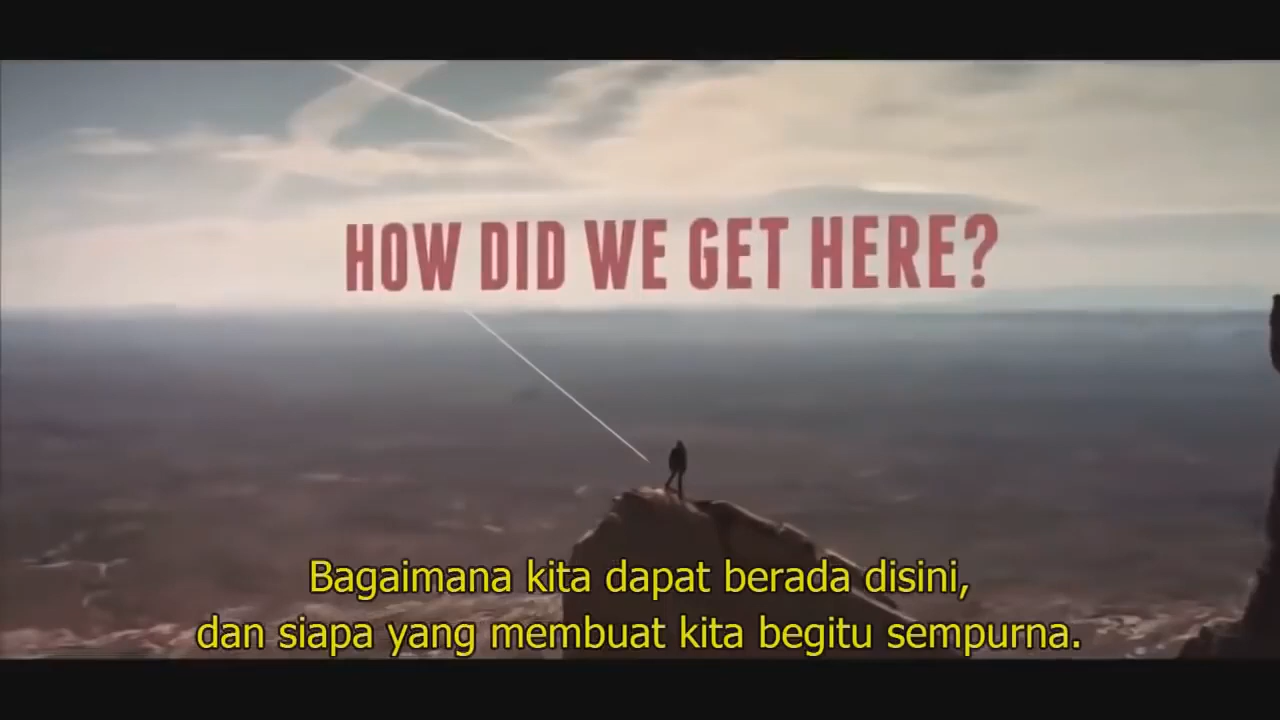 HOW DID WE GET HERE?
Bagaimana kita dapat berada disini,
dan siapa yang membuat kita begitu sempurna.